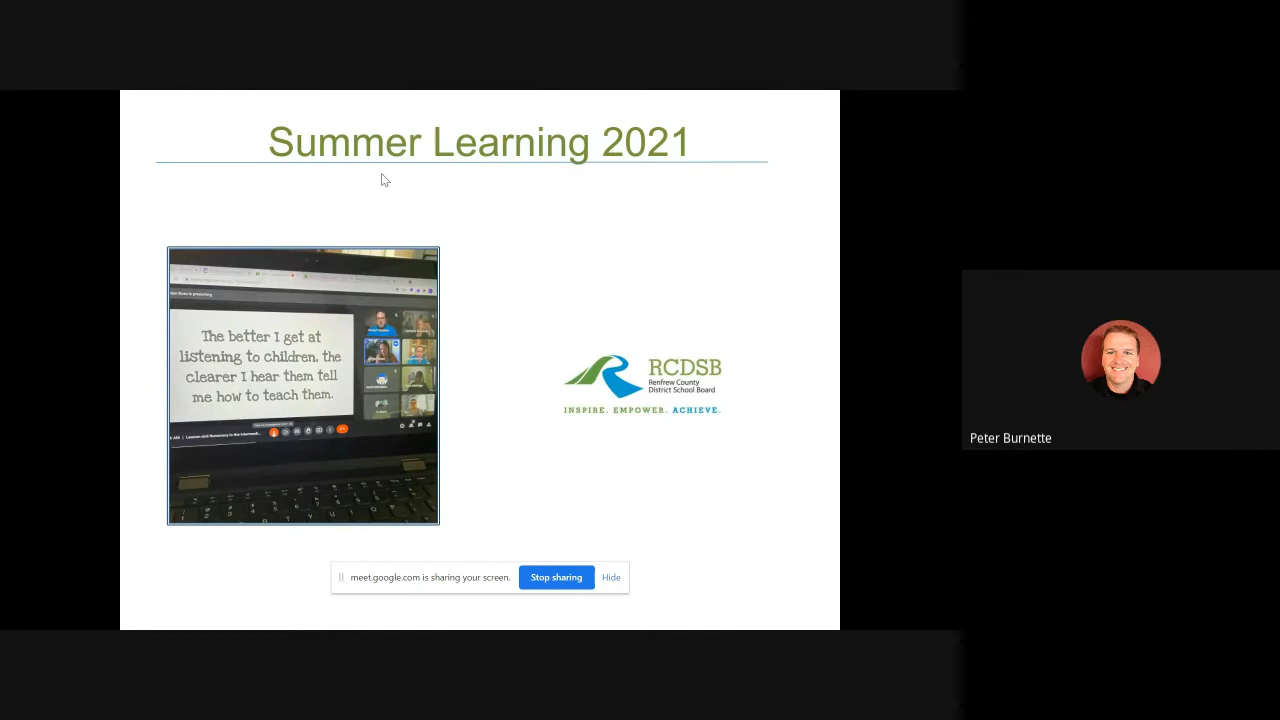 Summer Learning 2021
The better I get at
listening to children, the
clearer I hear them tell
me how to teach them.
RCDSB
Renfrew County
District School Board
INSPIRE. EMPOWER. ACHIEVE.
meet.google.com is sharing your screen.
Stop sharing
Hide
Peter Burnette